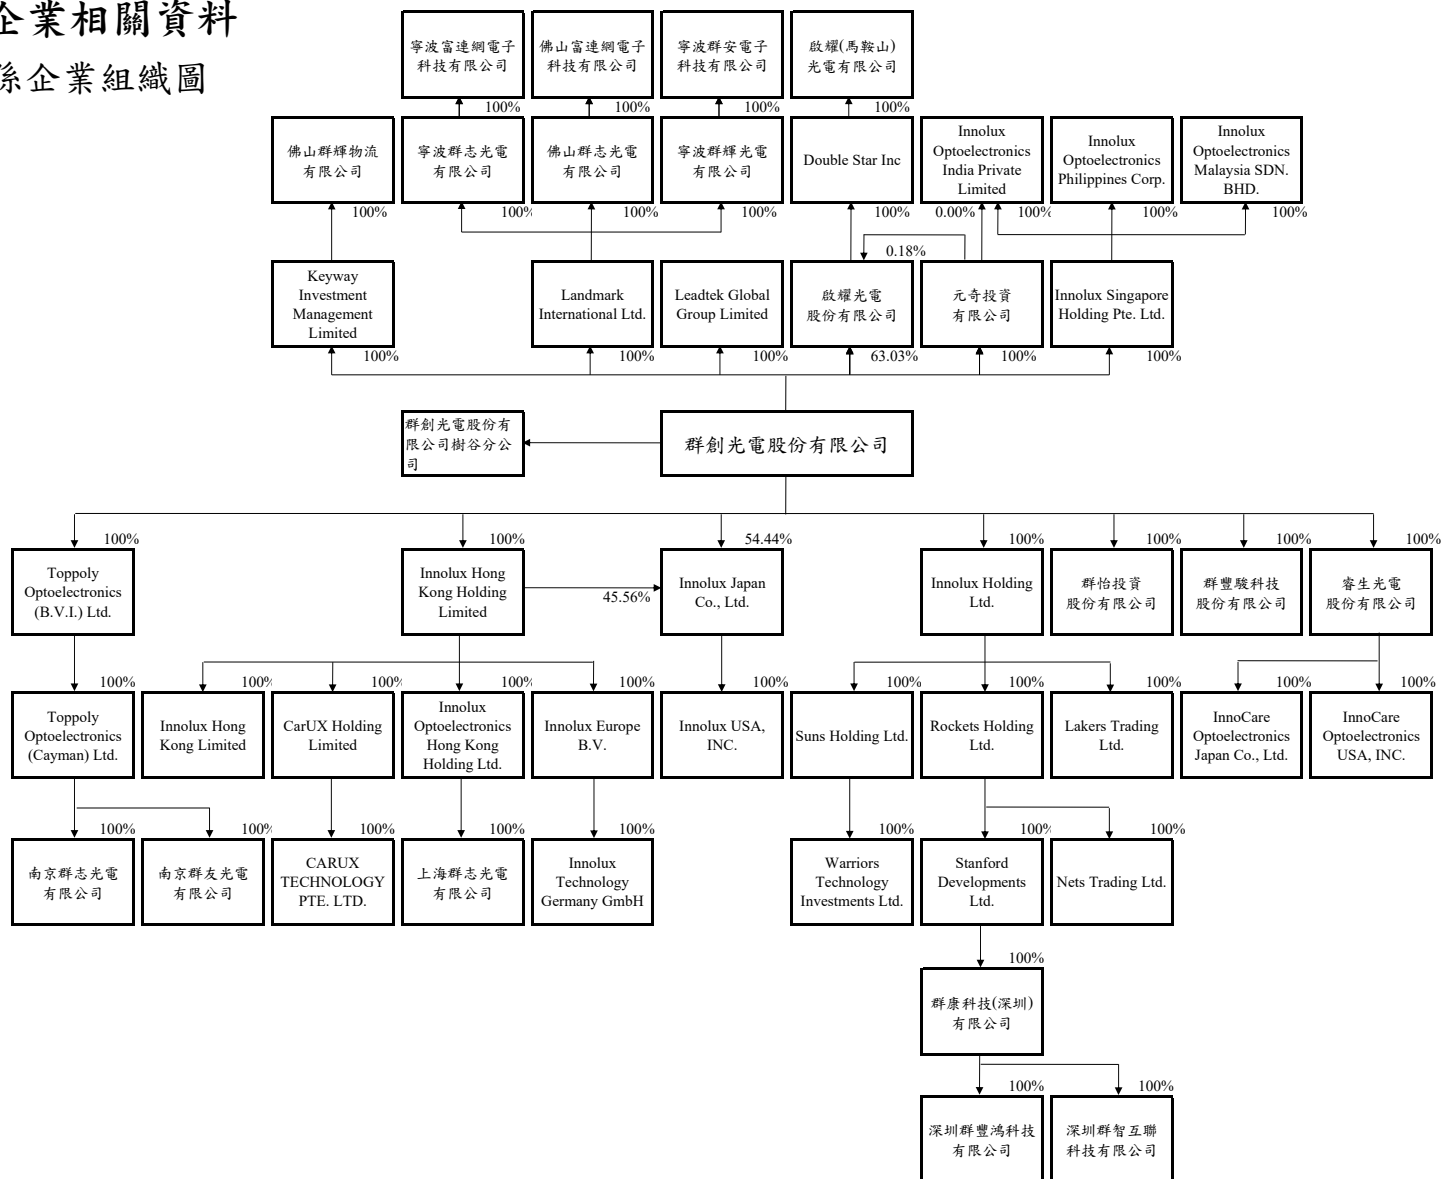 企業相關資料
係企業組織圖
寧波富連網電子
科技有限公司
佛山富連網電子
科技有限公司
寧波群安電子
科技有限公司
啟耀(馬鞍山)
光電有限公司
100%
100%
100%
100%
佛山群輝物流
有限公司
寧波群志光電
有限公司
佛山群志光電
有限公司
寧波群輝光電
有限公司
Double Star Inc
Innolux
Optoelectronics
India Private
Limited
Innolux
Optoelectronics
Philippines Corp.
Innolux
Optoelectronics
Malaysia SDN.
BHD.
100%
100%
100%
100%
100%
0.00%
100%
100%
100%
0.18%
Keyway
Investment
Management
Limited
Landmark
International Ltd.
Leadtek Global
Group Limited
啟耀光電
股份有限公司
元奇投資
有限公司
Innolux Singapore
Holding Pte. Ltd.
100%
100%
100%
63.03%
100%
100%
群創光電股份有
限公司樹谷分公
司
群創光電股份有限公司
100%
100%
54.44%
100%
100%
100%
100%
Toppoly
Optoelectronics
(B.V.I.) Ltd.
Innolux Hong
Kong Holding
Limited
45.56%
Innolux Japan
Co., Ltd.
Innolux Holding
Ltd.
群怡投資
股份有限公司
群豐駿科技
股份有限公司
睿生光電
股份有限公司
100%
100%
100%
100%
100%
100%
100%
100%
100%
100%
100%
Toppoly
Optoelectronics
(Cayman) Ltd.
Innolux Hong
Kong Limited
CarUX Holding
Limited
Innolux
Optoelectronics
Hong Kong
Holding Ltd.
Innolux Europe
B.V.
Innolux USA,
INC.
Suns Holding Ltd.
Rockets Holding
Ltd.
Lakers Trading
Ltd.
InnoCare
Optoelectronics
Japan Co., Ltd.
InnoCare
Optoelectronics
USA, INC.
100%
100%
100%
100%
100%
100%
100%
100%
南京群志光電
有限公司
南京群友光電
有限公司
CARUX
TECHNOLOGY
PTE. LTD.
上海群志光電
有限公司
Innolux
Technology
Germany GmbH
Warriors
Technology
Investments Ltd.
Stanford
Developments
Ltd.
Nets Trading Ltd.
100%
群康科技(深圳)
有限公司
100%
100%
深圳群豐鴻科技
有限公司
深圳群智互聯
科技有限公司